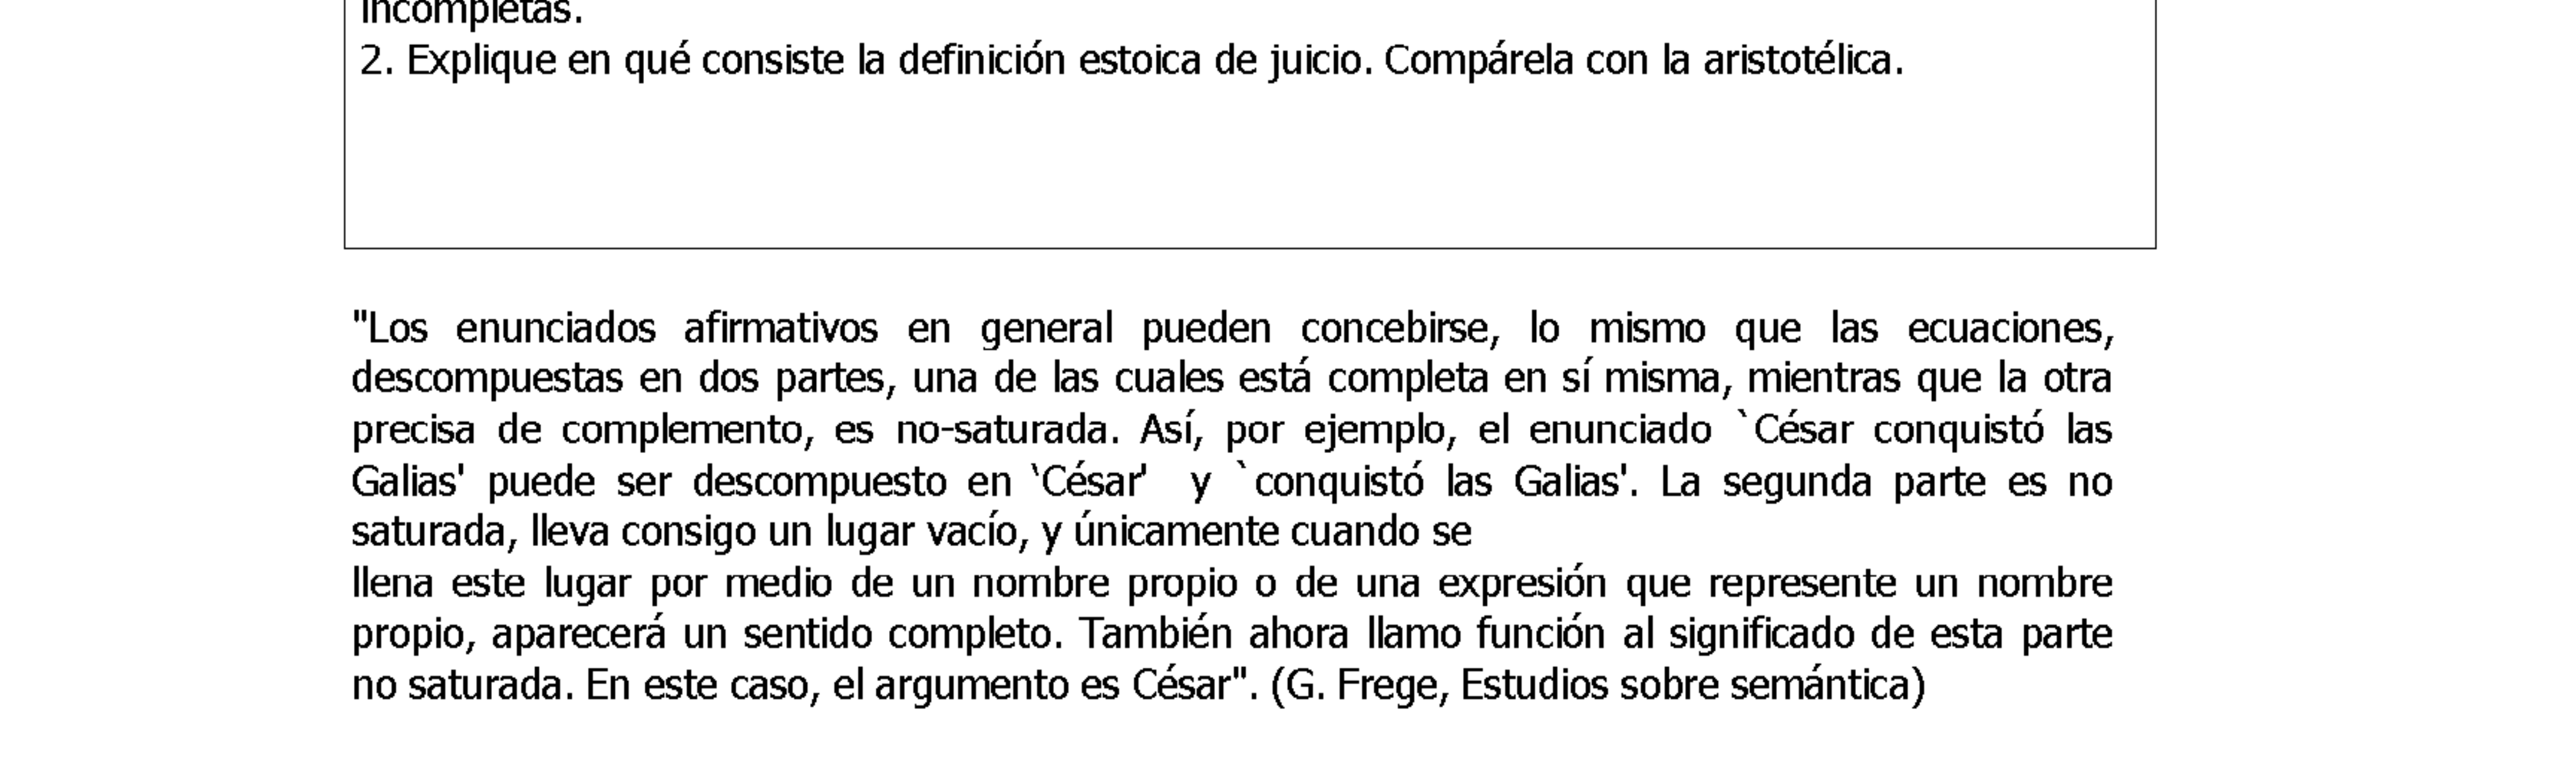 incompletas.
2. Explique en qué consiste la definición estoica de juicio. Compárela con la aristotélica.
"Los enunciados afirmativos en general pueden concebirse, lo mismo que las ecuaciones,
descompuestas en dos partes, una de las cuales está completa en sí misma, mientras que la otra
precisa de complemento, es no-saturada. Así, por ejemplo, el enunciado `César conquistó las
Galias' puede ser descompuesto en ‛César' y `conquistó las Galias'. La segunda parte es no
saturada, lleva consigo un lugar vacío, y únicamente cuando se
llena este lugar por medio de un nombre propio o de una expresión que represente un nombre
propio, aparecerá un sentido completo. También ahora llamo función al significado de esta parte
no saturada. En este caso, el argumento es César". (G. Frege, Estudios sobre semántica)